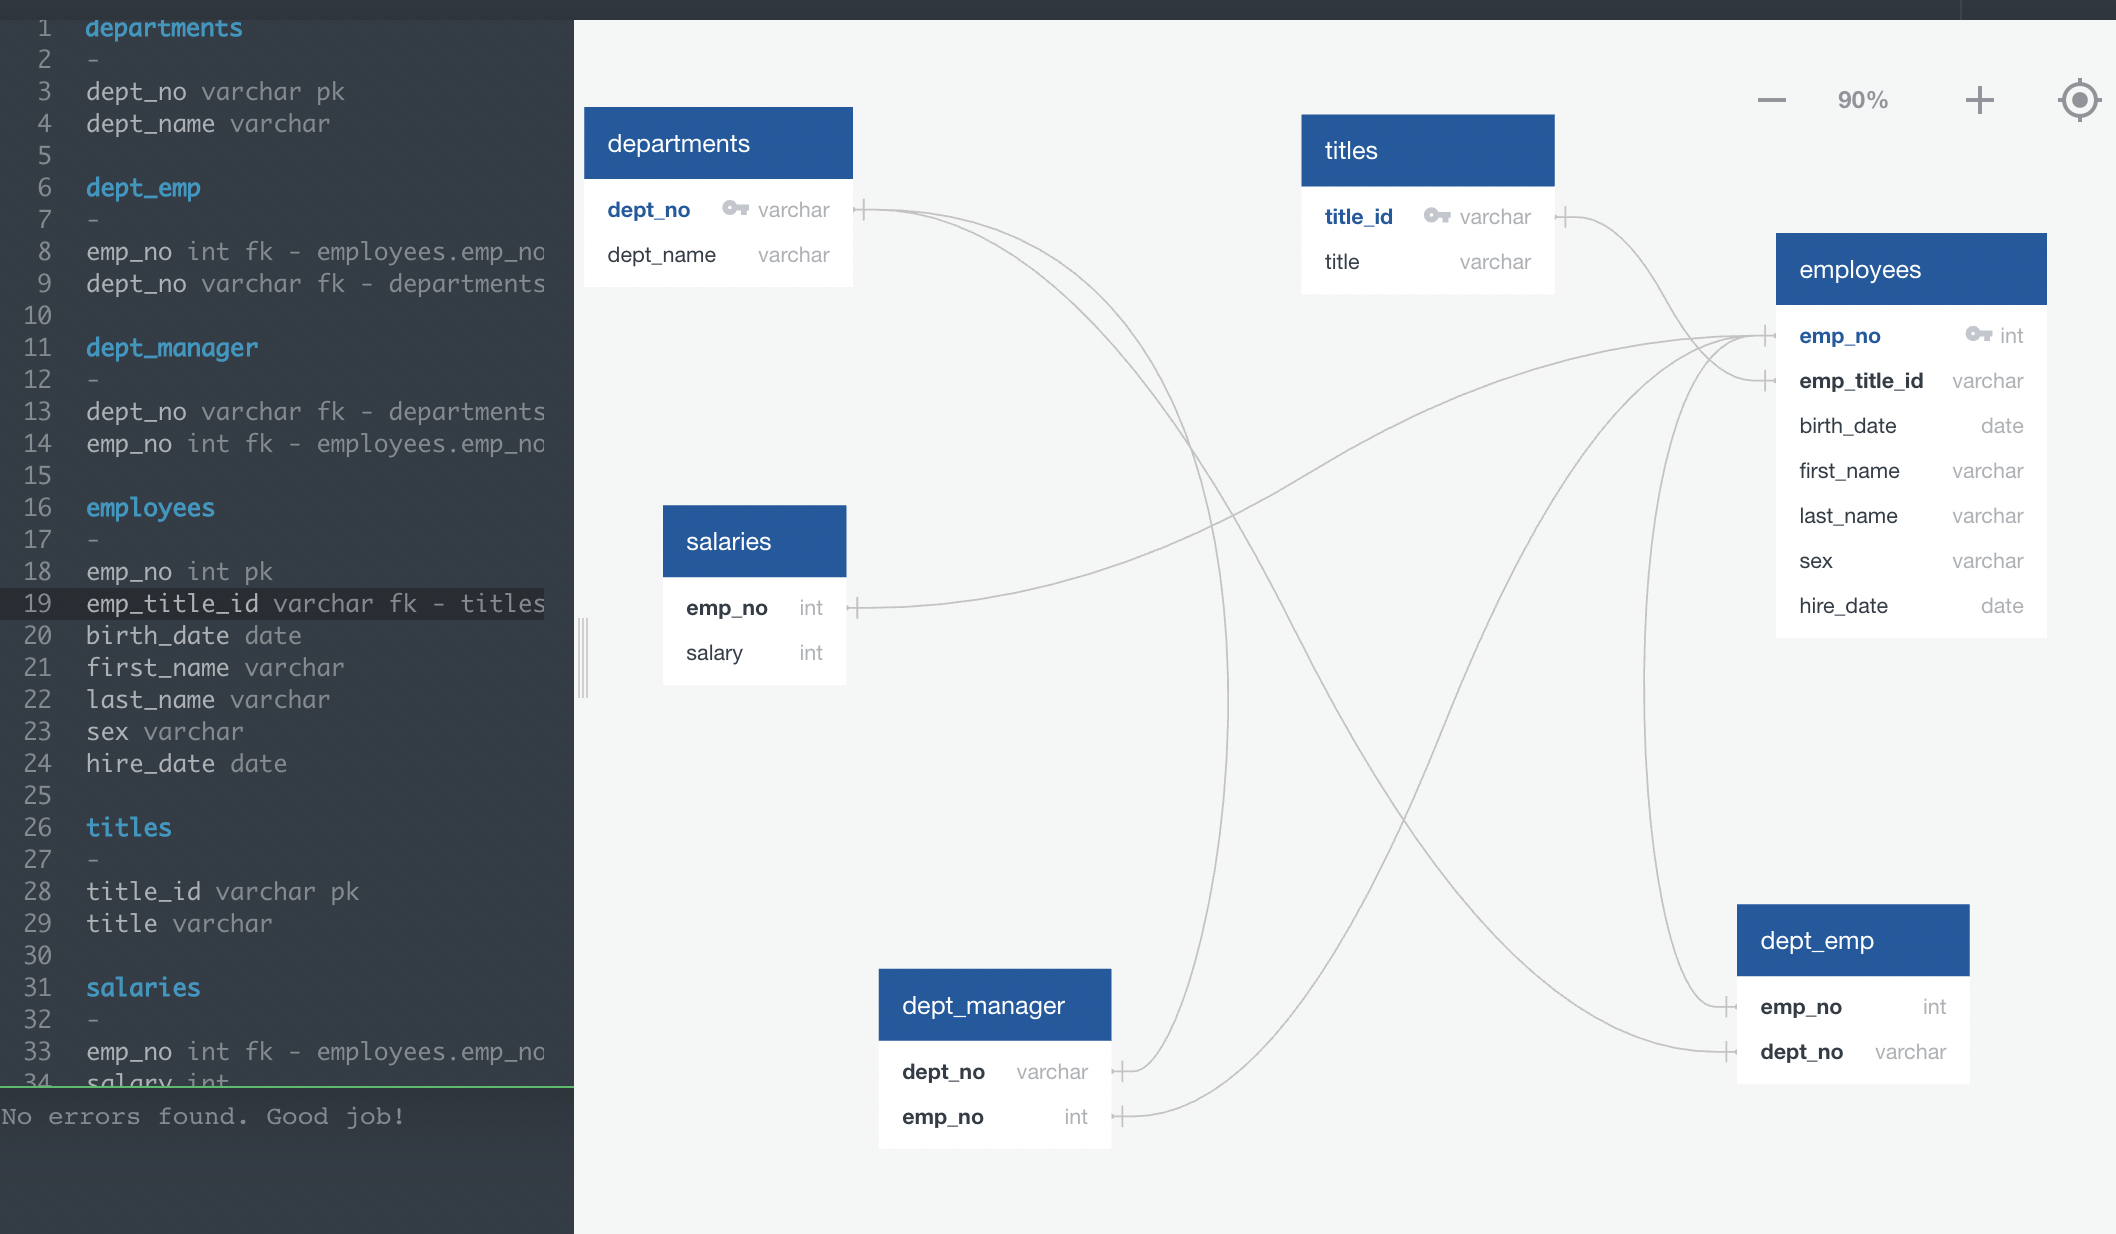 1 departments
2 -
3 dept_no varchar pk
4 dept_name varchar
5
6 dept_emp
7 -
8 emp_no int fk - employees.emp_no
9 dept_no varchar fk - departments
10
11 dept_manager
12 -
13 dept_no varchar fk - departments
14 emp_no int fk - employees.emp_no
15
16 employees
17 -
18 emp_no int pk
19 emp_title_id varchar fk - titles
20 birth_date date
21 first_name varchar
22 last_name varchar
23 sex varchar
24 hire_date date
25
26 titles
27 -
28 title_id varchar pk
29 title varchar
30
31 salaries
32 -
33 emp_no int fk - employees.emp_no
34 salary int
No errors found. Good job!
90%
departments
dept_no varchar
dept_name varchar
titles
title_id varchar
title varchar
employees
emp_no int
emp_title_id varchar
birth_date date
first_name varchar
last_name varchar
sex varchar
hire_date date
salaries
emp_no int
salary int
dept_manager
dept_no varchar
emp_no int
dept_emp
emp_no int
dept_no varchar